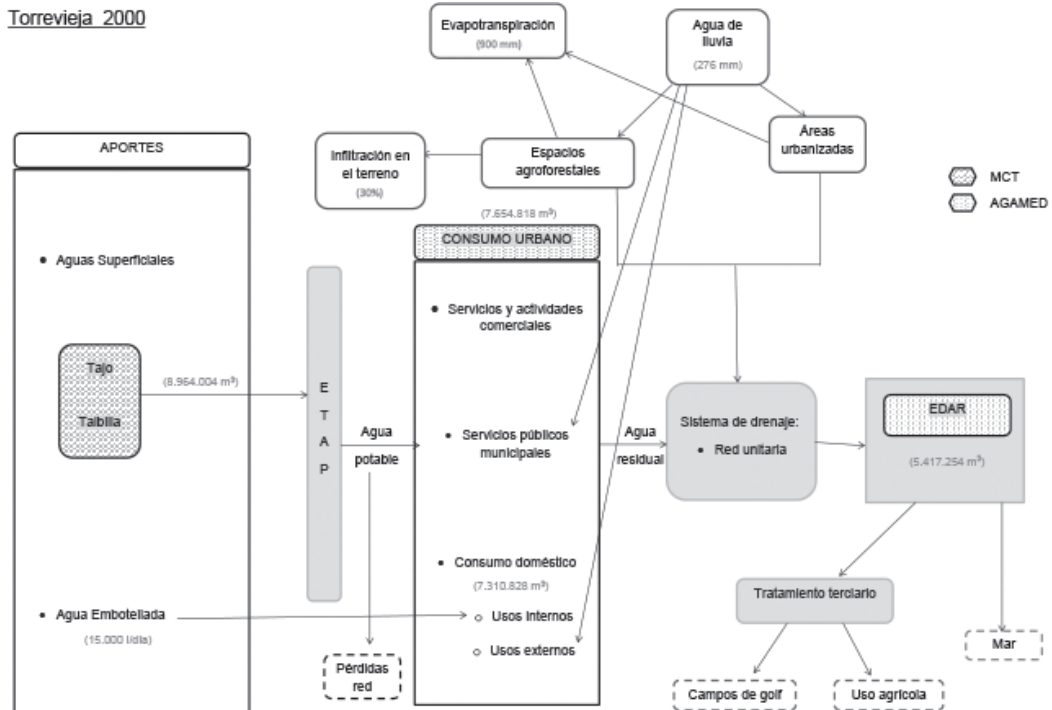 Torrevieja 2000
Evapotranspiración
(900 mm)
Agua de
lluvia
(276 mm)
APORTES
Infiltración en
el terreno
(30%)
Espacios
agroforestales
Áreas
urbanizadas
MCT
AGAMED
(7.654.818 m³)
CONSUMO URBANO
• Aguas Superficiales
Tajo
Taibilla
(8.964.004 m³)
E
T
A
P
Agua
potable
• Servicios y actividades
comerciales
• Servicios públicos
municipales
Agua
residual
Sistema de drenaje:
• Red unitaria
EDAR
(5.417.254 m³)
• Consumo doméstico
(7.310.828 m³)
○ Usos internos
○ Usos externos
• Agua Embotellada
(15.000 l/día)
Pérdidas
red
Tratamiento terciario
Mar
Campos de golf
Uso agrícola